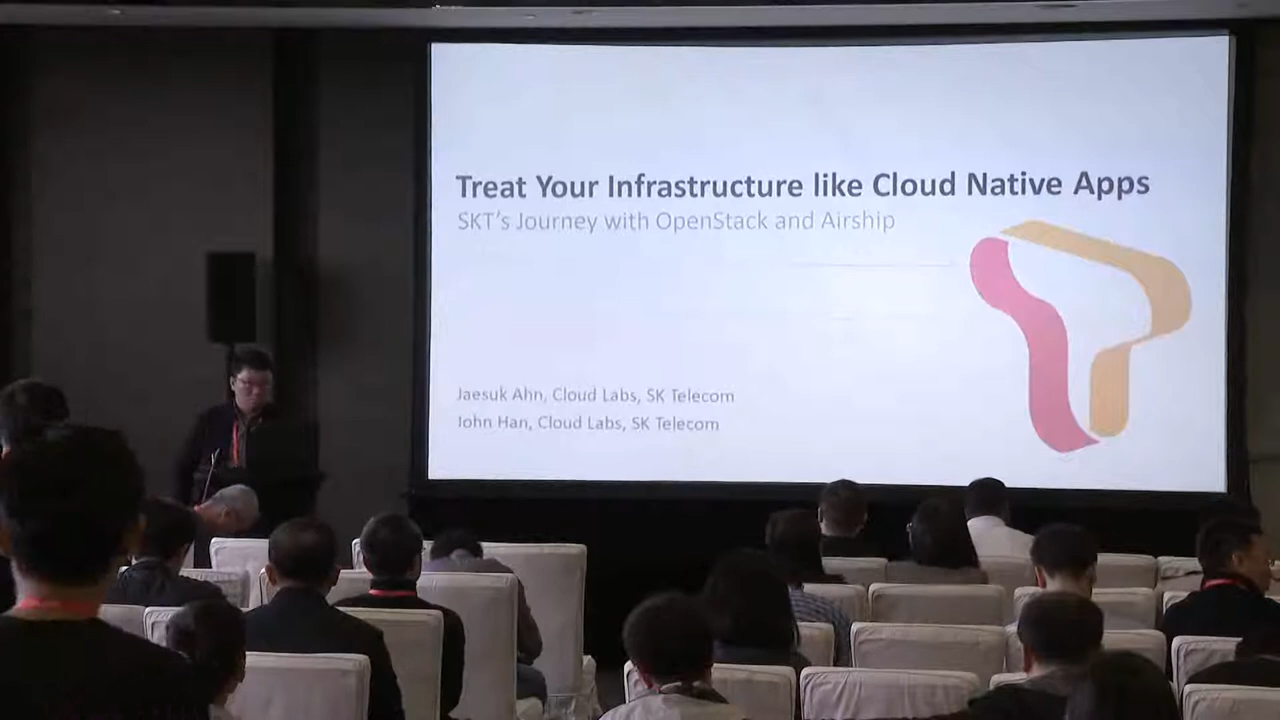 Treat Your Infrastructure like Cloud Native Apps
SKT's Journey with OpenStack and Airship
Jaesuk Ahn, Cloud Labs, SK Telecom
John Han, Cloud Labs, SK Telecom